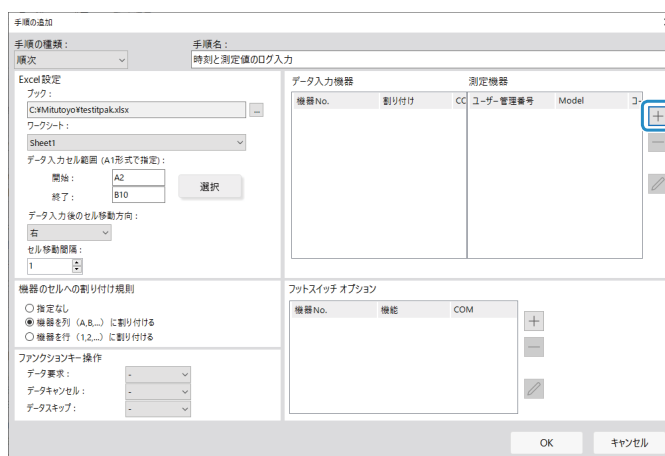 手順の追加
手順の種類： 手順名：
順次 時刻と測定値のログ入力
Excel設定
ブック：
C:¥Mitutoyo¥testitpak.xlsx ...
ワークシート：
Sheet1
データ入力セル範囲 (A1形式で指定)：
開始： A2
終了： B10
選択
データ入力後のセル移動方向：
右
セル移動間隔：
1
データ入力機器 測定機器
機器No. 割り付け CC ユーザー管理番号 Model コー
機器のセルへの割り付け規則
指定なし
機器を列 （A,B,...）に割り付ける
機器を行 （1,2,...）に割り付ける
フットスイッチ オプション
機器No. 機能 COM
ファンクションキー操作
データ要求： -
データキャンセル： -
データスキップ： -
OK キャンセル